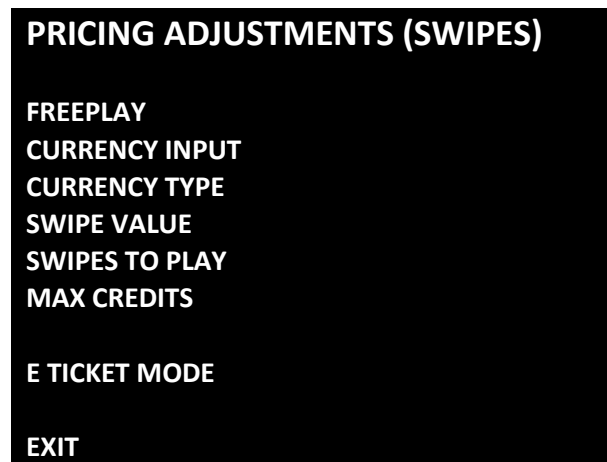 PRICING ADJUSTMENTS (SWIPES)
FREEPLAY
CURRENCY INPUT
CURRENCY TYPE
SWIPE VALUE
SWIPES TO PLAY
MAX CREDITS
E TICKET MODE
EXIT